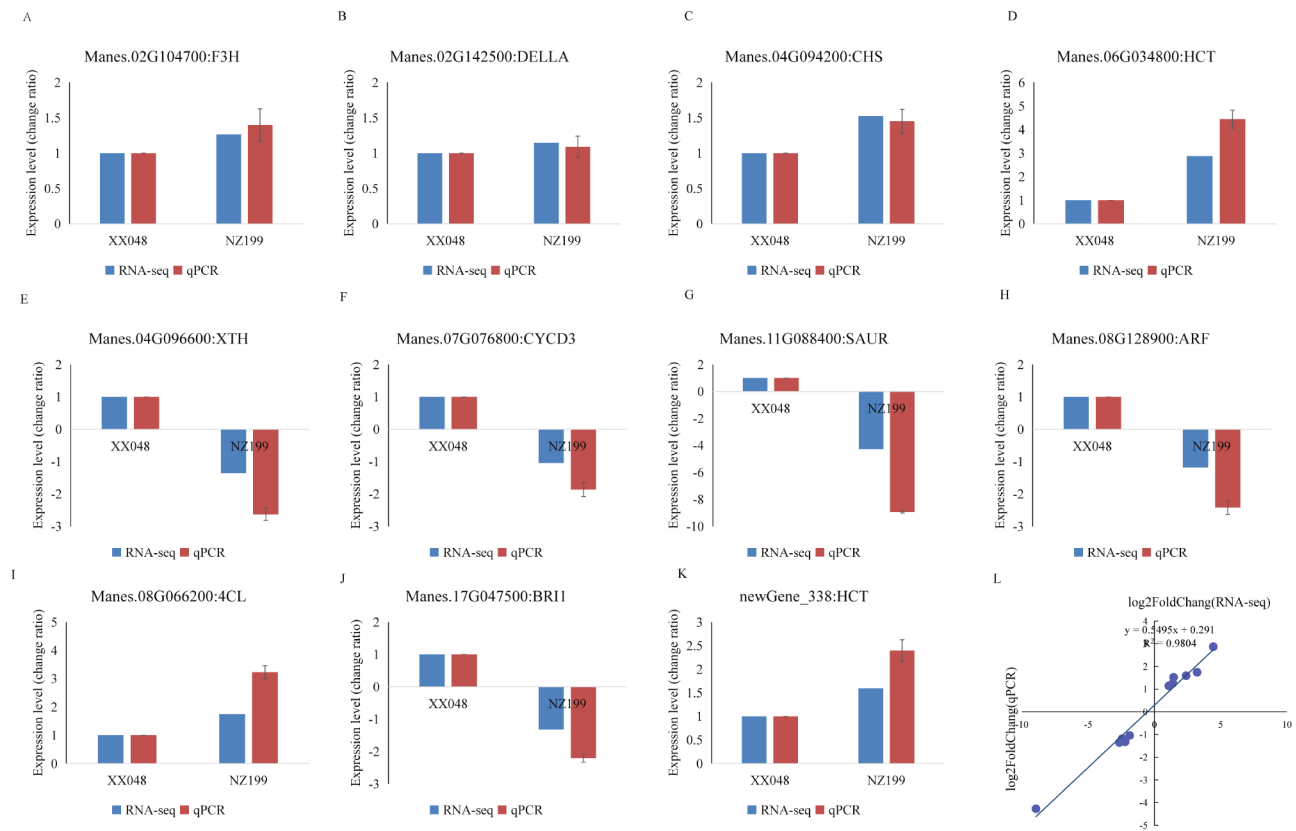 A
B
C
D
Manes.02G104700:F3H
Manes.02G142500:DELLA
Manes.04G094200:CHS
Manes.06G034800:HCT
Expression level (change ratio)
2
1.5
1
0.5
0
XX048 NZ199
RNA-seq qPCR
Expression level (change ratio)
2
1.5
1
0.5
0
XX048 NZ199
RNA-seq qPCR
Expression level (change ratio)
2
1.5
1
0.5
0
XX048 NZ199
RNA-seq qPCR
Expression level (change ratio)
6
5
4
3
2
1
0
XX048 NZ199
RNA-seq qPCR
E
F
G
H
Manes.04G096600:XTH
Manes.07G076800:CYCD3
Manes.11G088400:SAUR
Manes.08G128900:ARF
Expression level (change ratio)
2
1
0
-1
-2
-3
XX048 NZ199
RNA-seq qPCR
Expression level (change ratio)
2
1
0
-1
-2
-3
XX048 NZ199
RNA-seq qPCR
Expression level (change ratio)
2
0
-2
-4
-6
-8
-10
XX048 NZ199
RNA-seq qPCR
Expression level (change ratio)
2
1
0
-1
-2
-3
XX048 NZ199
RNA-seq qPCR
I
J
K
L
Manes.08G066200:4CL
Manes.17G047500:BRI1
newGene_338:HCT
Expression level (change ratio)
5
4
3
2
1
0
XX048 NZ199
RNA-seq qPCR
Expression level (change ratio)
2
1
0
-1
-2
-3
XX048 NZ199
RNA-seq qPCR
Expression level (change ratio)
3
2.5
2
1.5
1
0.5
0
XX048 NZ199
RNA-seq qPCR
log2FoldChang(RNA-seq)
y = 0.5495x + 0.291
R² = 0.9804
log2FoldChang(qPCR)
4
3
2
1
0
-1
-2
-3
-4
-5
-10 -5 0 5 10